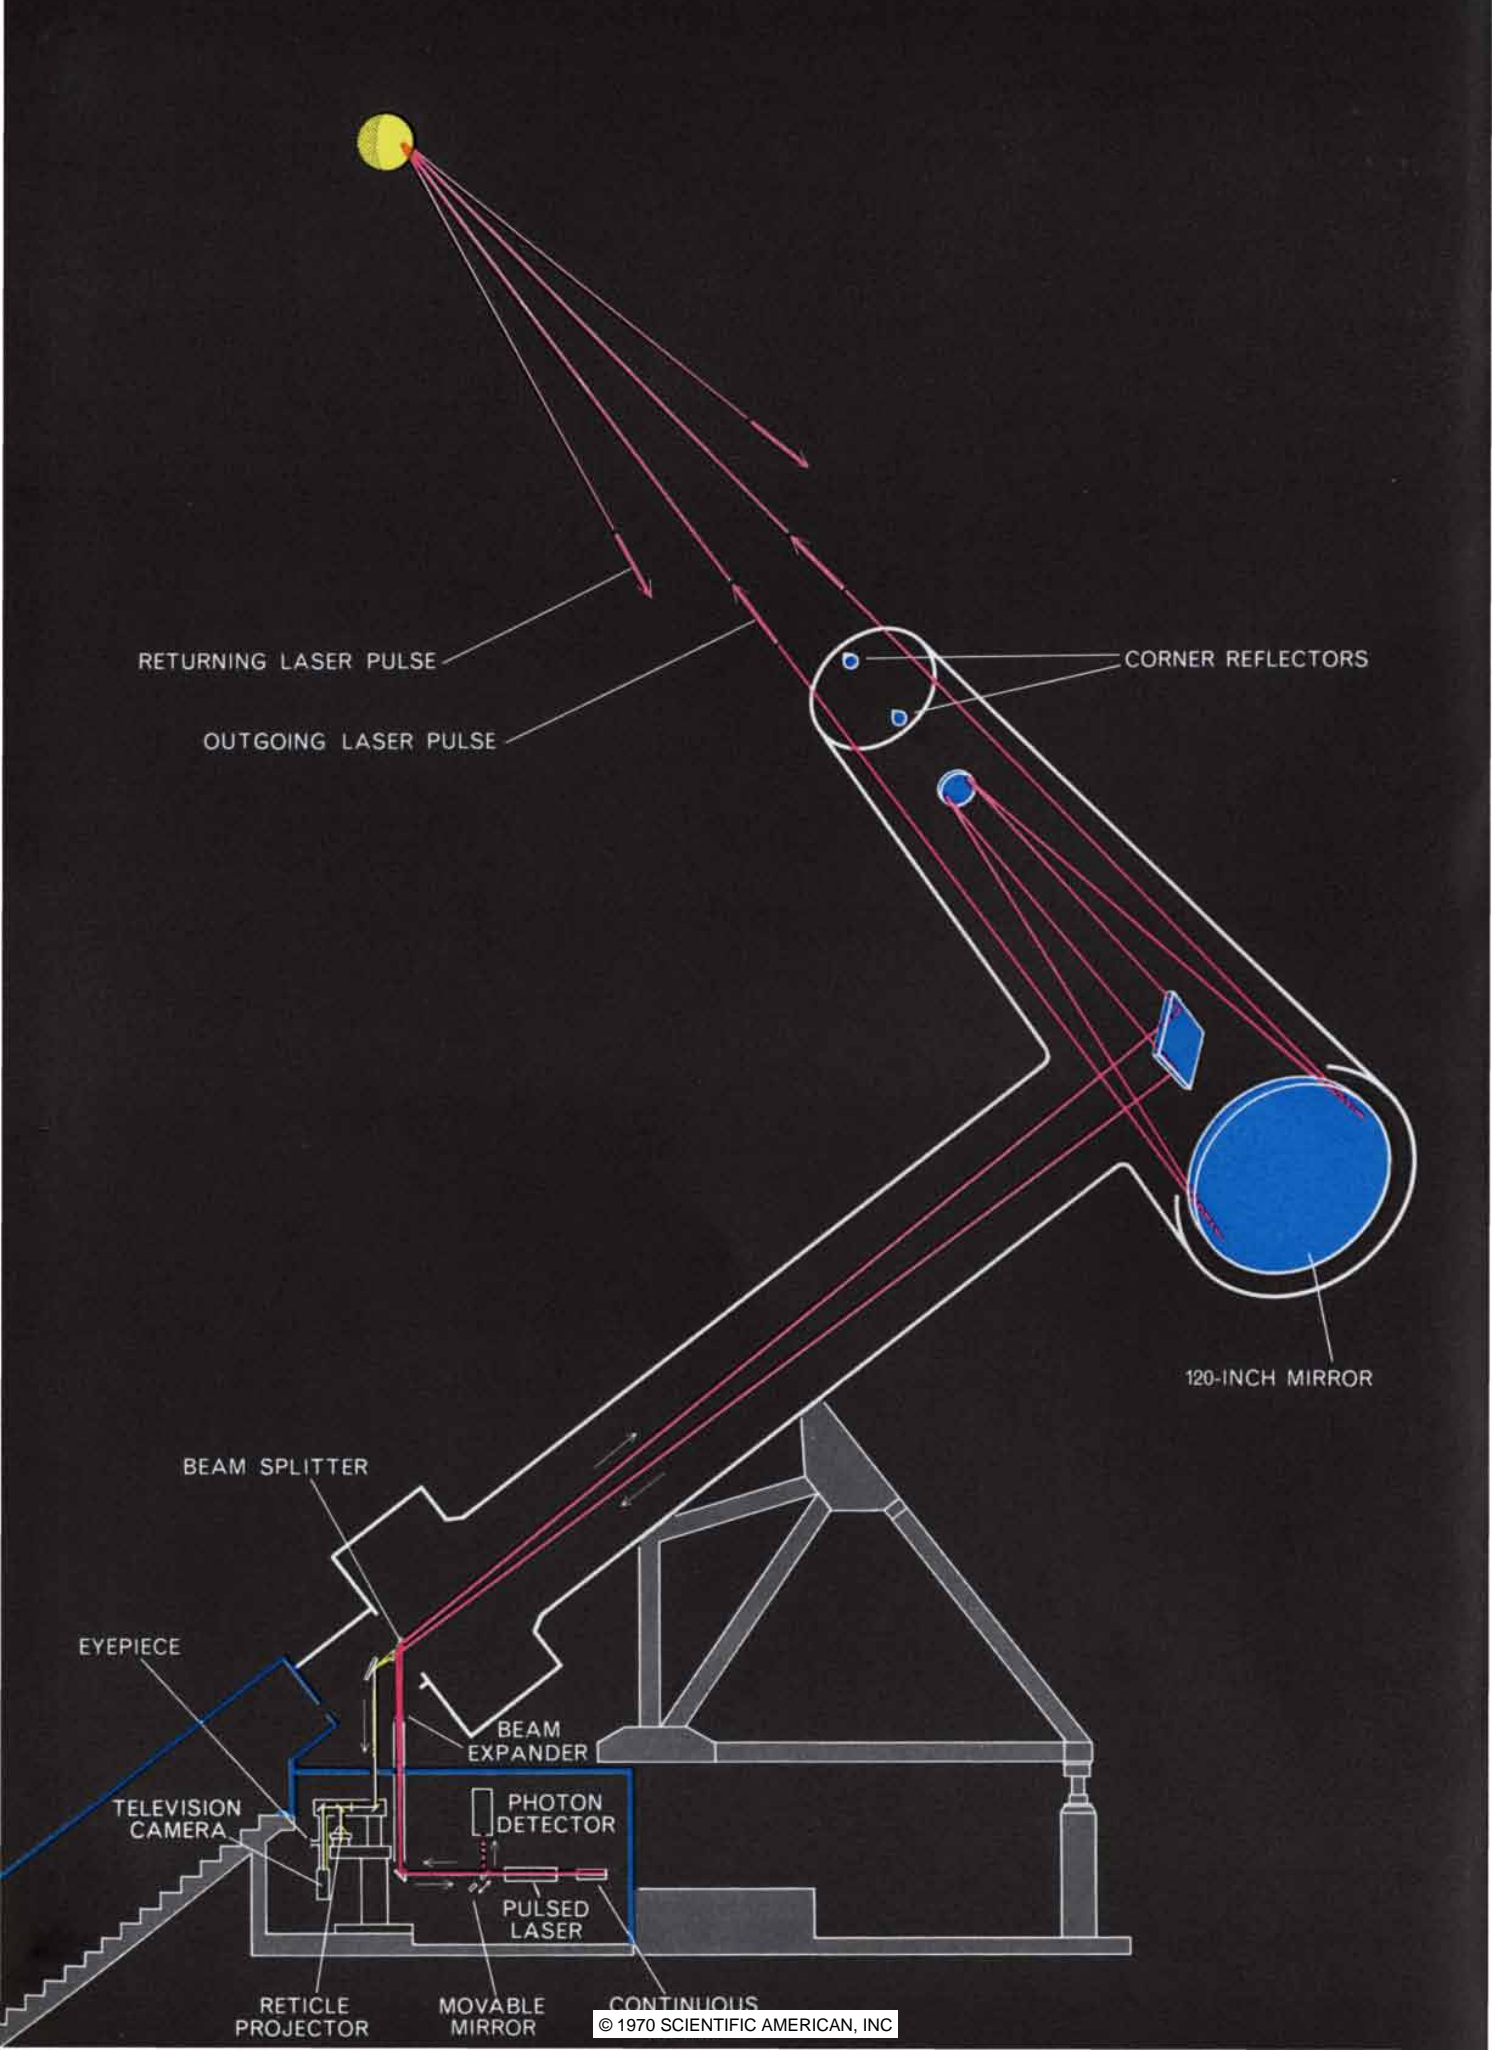 RETURNING LASER PULSE
CORNER REFLECTORS
OUTGOING LASER PULSE
120-INCH MIRROR
BEAM SPLITTER
EYEPIECE
BEAM
EXPANDER
TELEVISION
CAMERA
PHOTON
DETECTOR
PULSED
LASER
RETICLE
PROJECTOR
MOVABLE
MIRROR
CONTINUOUS
© 1970 SCIENTIFIC AMERICAN, INC